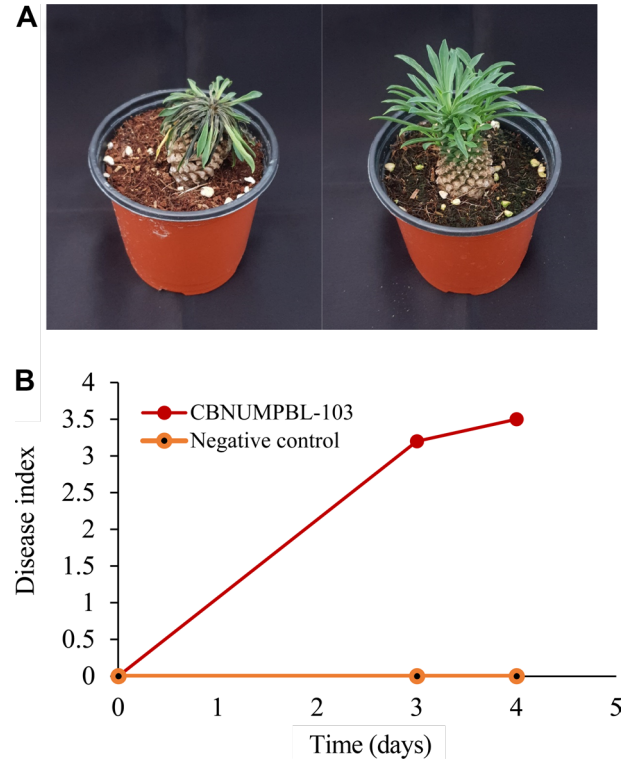 A
B
4
3.5
3
2.5
2
1.5
1
0.5
0
Disease index
CBNUMPBL-103
Negative control
0 1 2 3 4 5
Time (days)